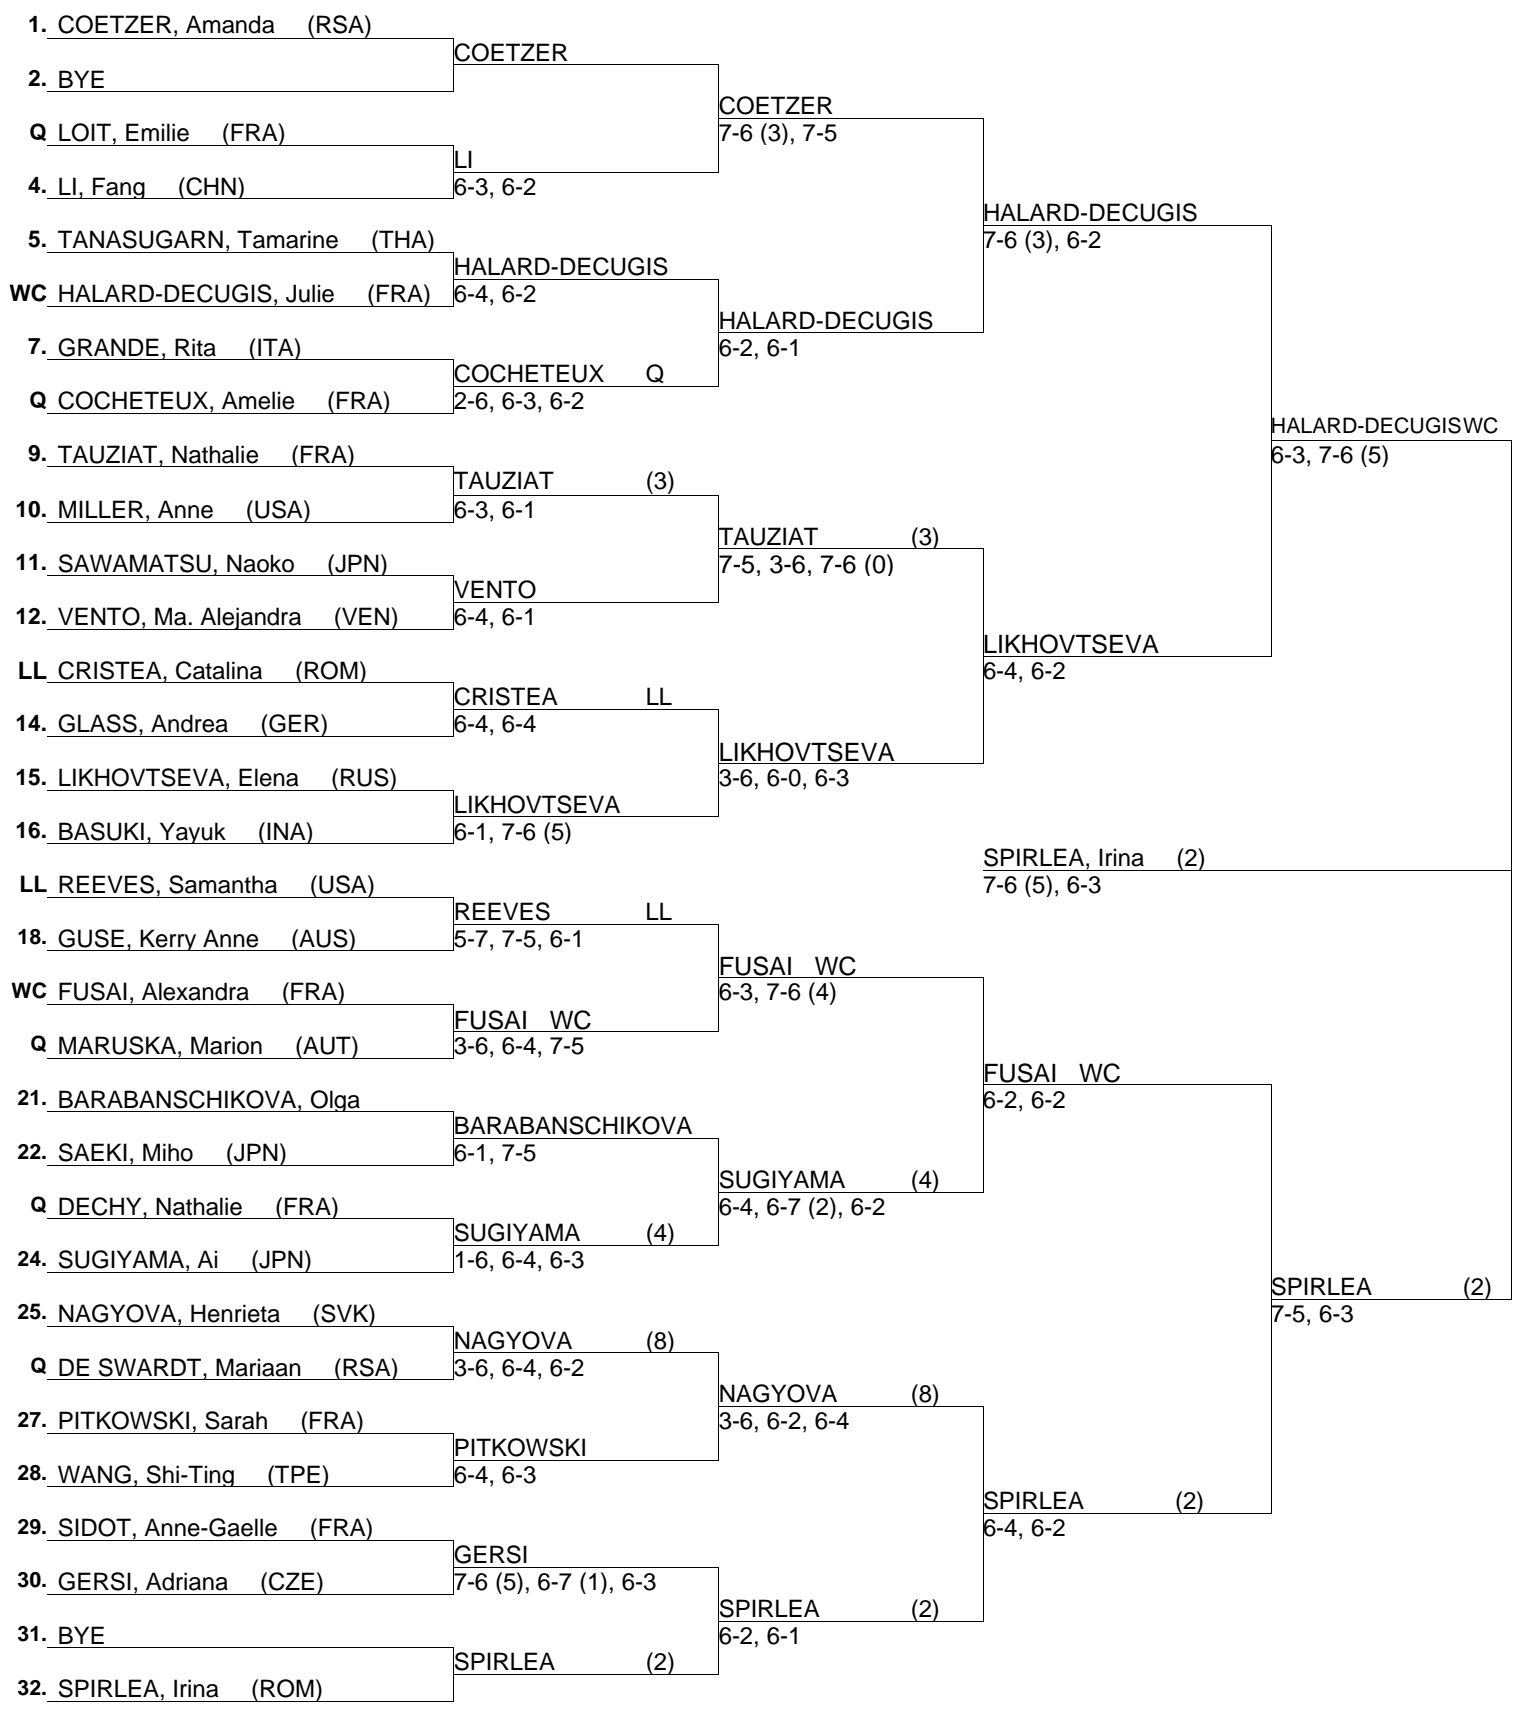 1. COETZER, Amanda (RSA)
COETZER
2. BYE
COETZER
Q LOIT, Emilie (FRA)
7-6 (3), 7-5
LI
4. LI, Fang (CHN)
6-3, 6-2
HALARD-DECUGIS
5. TANASUGARN, Tamarine (THA)
7-6 (3), 6-2
HALARD-DECUGIS
WC HALARD-DECUGIS, Julie (FRA)
6-4, 6-2
HALARD-DECUGIS
7. GRANDE, Rita (ITA)
6-2, 6-1
COCHETEUX Q
Q COCHETEUX, Amelie (FRA)
2-6, 6-3, 6-2
HALARD-DECUGIS WC
9. TAUZIAT, Nathalie (FRA)
6-3, 7-6 (5)
TAUZIAT (3)
10. MILLER, Anne (USA)
6-3, 6-1
TAUZIAT (3)
11. SAWAMATSU, Naoko (JPN)
7-5, 3-6, 7-6 (0)
VENTO
12. VENTO, Ma. Alejandra (VEN)
6-4, 6-1
LIKHOVTSEVA
LL CRISTEA, Catalina (ROM)
6-4, 6-2
CRISTEA LL
14. GLASS, Andrea (GER)
6-4, 6-4
LIKHOVTSEVA
15. LIKHOVTSEVA, Elena (RUS)
3-6, 6-0, 6-3
LIKHOVTSEVA
16. BASUKI, Yayuk (INA)
6-1, 7-6 (5)
SPIRLEA, Irina (2)
LL REEVES, Samantha (USA)
7-6 (5), 6-3
REEVES LL
18. GUSE, Kerry Anne (AUS)
5-7, 7-5, 6-1
FUSAI WC
WC FUSAI, Alexandra (FRA)
6-3, 7-6 (4)
FUSAI WC
Q MARUSKA, Marion (AUT)
3-6, 6-4, 7-5
FUSAI WC
21. BARABANSCHIKOVA, Olga
6-2, 6-2
BARABANSCHIKOVA
22. SAEKI, Miho (JPN)
6-1, 7-5
SUGIYAMA (4)
Q DECHY, Nathalie (FRA)
6-4, 6-7 (2), 6-2
SUGIYAMA (4)
24. SUGIYAMA, Ai (JPN)
1-6, 6-4, 6-3
SPIRLEA (2)
25. NAGYOVA, Henrieta (SVK)
7-5, 6-3
NAGYOVA (8)
Q DE SWARDT, Mariaan (RSA)
3-6, 6-4, 6-2
NAGYOVA (8)
27. PITKOWSKI, Sarah (FRA)
3-6, 6-2, 6-4
PITKOWSKI
28. WANG, Shi-Ting (TPE)
6-4, 6-3
SPIRLEA (2)
29. SIDOT, Anne-Gaelle (FRA)
6-4, 6-2
GERSI
30. GERSI, Adriana (CZE)
7-6 (5), 6-7 (1), 6-3
SPIRLEA (2)
31. BYE
6-2, 6-1
SPIRLEA (2)
32. SPIRLEA, Irina (ROM)